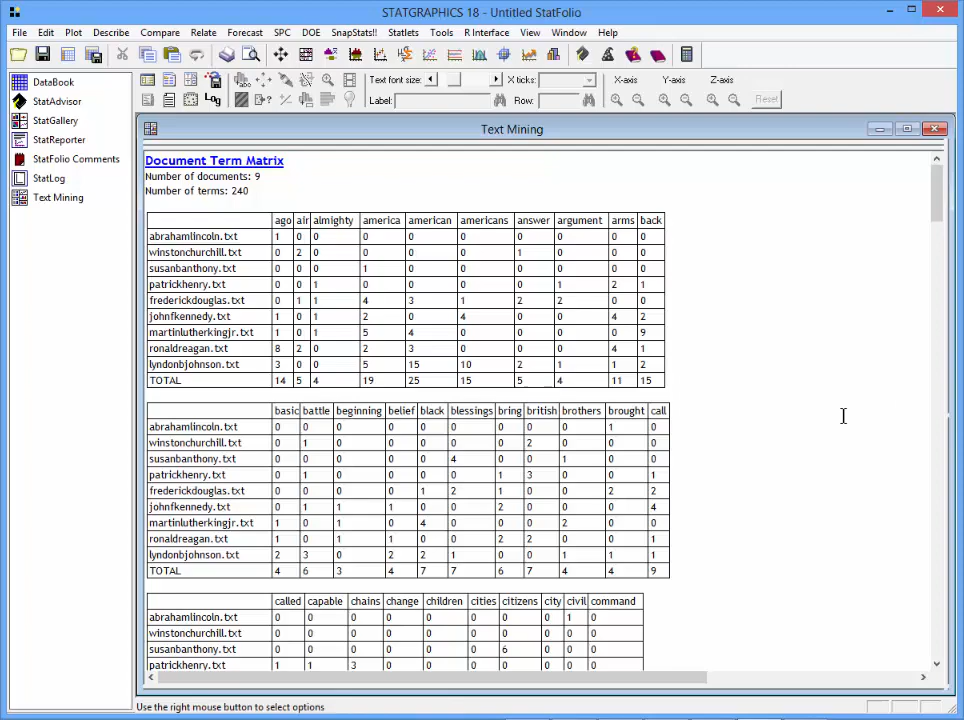 STATGRAPHICS 18 - Untitled StatFolio
File Edit Plot Describe Compare Relate Forecast SPC DOE SnapStats!! Statlets Tools R Interface View Window Help
Text font size: X ticks: X-axis Y-axis Z-axis
Log Label: Row: Reset
DataBook
StatAdvisor
StatGallery
StatReporter
StatFolio Comments
StatLog
Text Mining
Text Mining
Document Term Matrix
Number of documents: 9
Number of terms: 240
ago air almighty america american americans answer argument arms back
abrahamlincoln.txt 1 0 0 0 0 0 0 0 0 0
winstonchurchill.txt 0 2 0 0 0 0 1 0 0 0
susanbanthony.txt 0 0 0 1 0 0 0 0 0 0
patrickhenry.txt 0 0 1 0 0 0 0 1 2 1
frederickdouglas.txt 0 1 1 4 3 1 2 2 0 0
johnfkennedy.txt 1 0 1 2 0 4 0 0 4 2
martinlutherkingjr.txt 1 0 1 5 4 0 0 0 0 9
ronaldreagan.txt 8 2 0 2 3 0 0 0 4 1
lyndonbjohnson.txt 3 0 0 5 15 10 2 1 1 2
TOTAL 14 5 4 19 25 15 5 4 11 15
basic battle beginning belief black blessings bring british brothers brought call
abrahamlincoln.txt 0 0 0 0 0 0 0 0 0 1 0
winstonchurchill.txt 0 1 0 0 0 0 0 2 0 0 0
susanbanthony.txt 0 0 0 0 0 4 0 0 1 0 0
patrickhenry.txt 0 1 0 0 0 0 1 3 0 0 1
frederickdouglas.txt 0 0 0 0 1 2 1 0 0 2 2
johnfkennedy.txt 0 1 1 1 0 0 2 0 0 0 4
martinlutherkingjr.txt 1 0 1 0 4 0 0 0 2 0 0
ronaldreagan.txt 1 0 1 1 0 0 2 2 0 0 1
lyndonbjohnson.txt 2 3 0 2 2 1 0 0 1 1 1
TOTAL 4 6 3 4 7 7 6 7 4 4 9
called capable chains change children cities citizens city civil command
abrahamlincoln.txt 0 0 0 0 0 0 0 0 1 0
winstonchurchill.txt 0 0 0 0 0 0 0 0 0 0
susanbanthony.txt 0 0 0 0 0 0 6 0 0 0
patrickhenry.txt 1 1 3 0 0 0 0 0 0 0
Use the right mouse button to select options